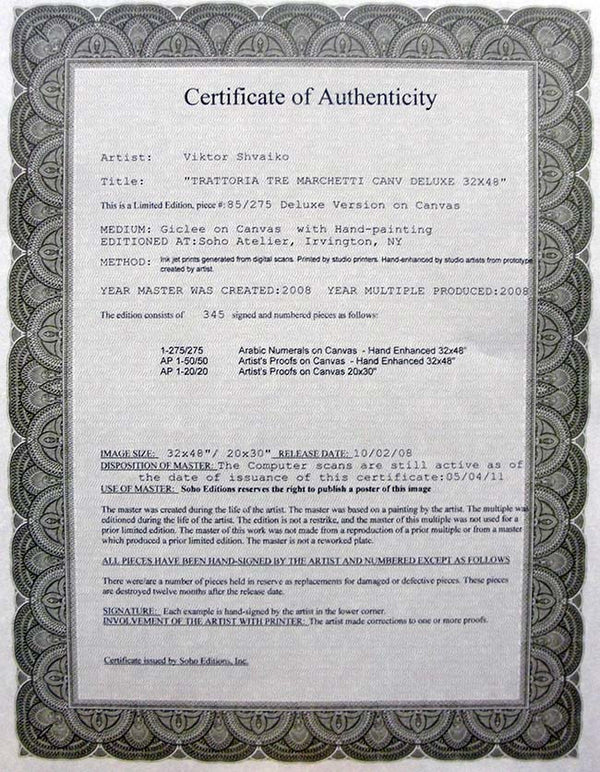 Certificate of Authenticity
Artist: Viktor Shvaiko
Title: "TRATTORIA TRE MARCHETTI CANV DELUXE 32X48"
This is a Limited Edition, piece #:85/275 Deluxe Version on Canvas
MEDIUM: Giclee on Canvas with Hand-painting
EDITIONED AT:Soho Atelier, Irvington, NY
METHOD: Ink jet prints generated from digital scans. Printed by studio printers. Hand-enhanced by studio artists from prototype
created by artist.
YEAR MASTER WAS CREATED:2008 YEAR MULTIPLE PRODUCED:2008
The edition consists of 345 signed and numbered pieces as follows:
1-275/275 Arabic Numerals on Canvas - Hand Enhanced 32x48"
AP 1-50/50 Artist's Proofs on Canvas - Hand Enhanced 32x48"
AP 1-20/20 Artist's Proofs on Canvas 20x30"
IMAGE SIZE: 32x48"/ 20x30" RELEASE DATE: 10/02/08
DISPOSITION OF MASTER: The Computer scans are still active as of
the date of issuance of this certificate:05/04/11
USE OF MASTER: Soho Editions reserves the right to publish a poster of this image
The master was created during the life of the artist. The master was based on a painting by the artist. The multiple was
editioned during the life of the artist. The edition is not a restrike, and the master of this multiple was not used for a
prior limited edition. The master of this work was not made from a reproduction of a prior multiple or from a master
which produced a prior limited edition. The master is not a reworked plate.
ALL PIECES HAVE BEEN HAND-SIGNED BY THE ARTIST AND NUMBERED EXCEPT AS FOLLOWS
There were/are a number of pieces held in reserve as replacements for damaged or defective pieces. These pieces
are destroyed twelve months after the release date.
SIGNATURE: Each example is hand-signed by the artist in the lower corner.
INVOLVEMENT OF THE ARTIST WITH PRINTER: The artist made corrections to one or more proofs.
Certificate issued by Soho Editions, Inc.